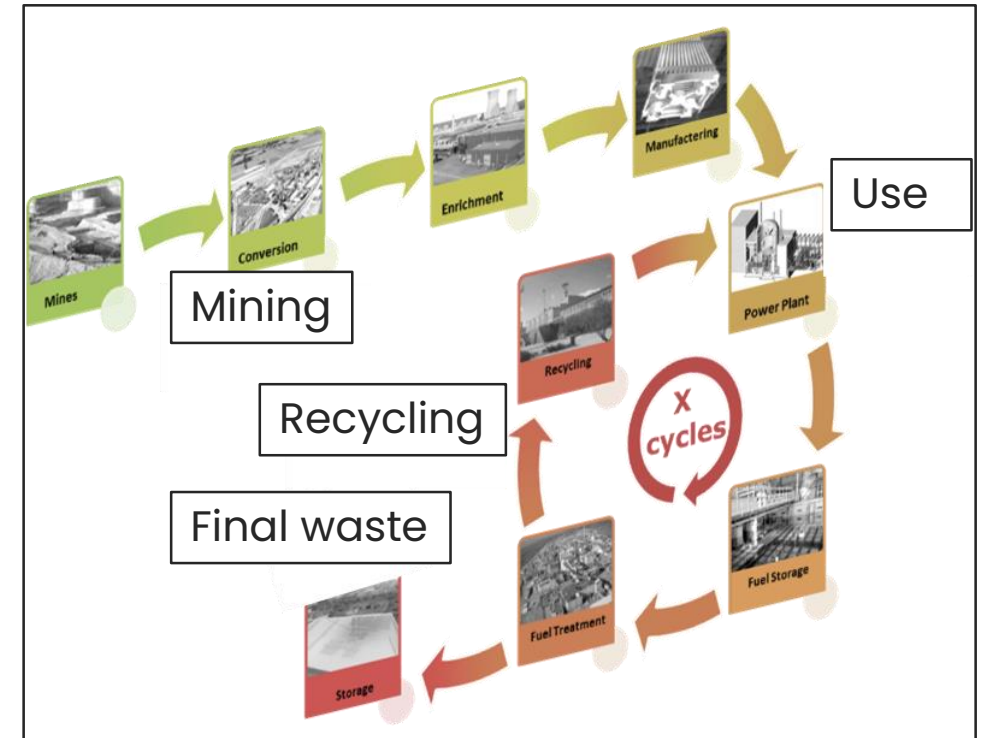 Manufactering
Enrichment
Use
Conversion
Mines
Mining
Power Plant
Recycling
Recycling
X
cycles
Final waste
Fuel Storage
Fuel Treatment
Storage